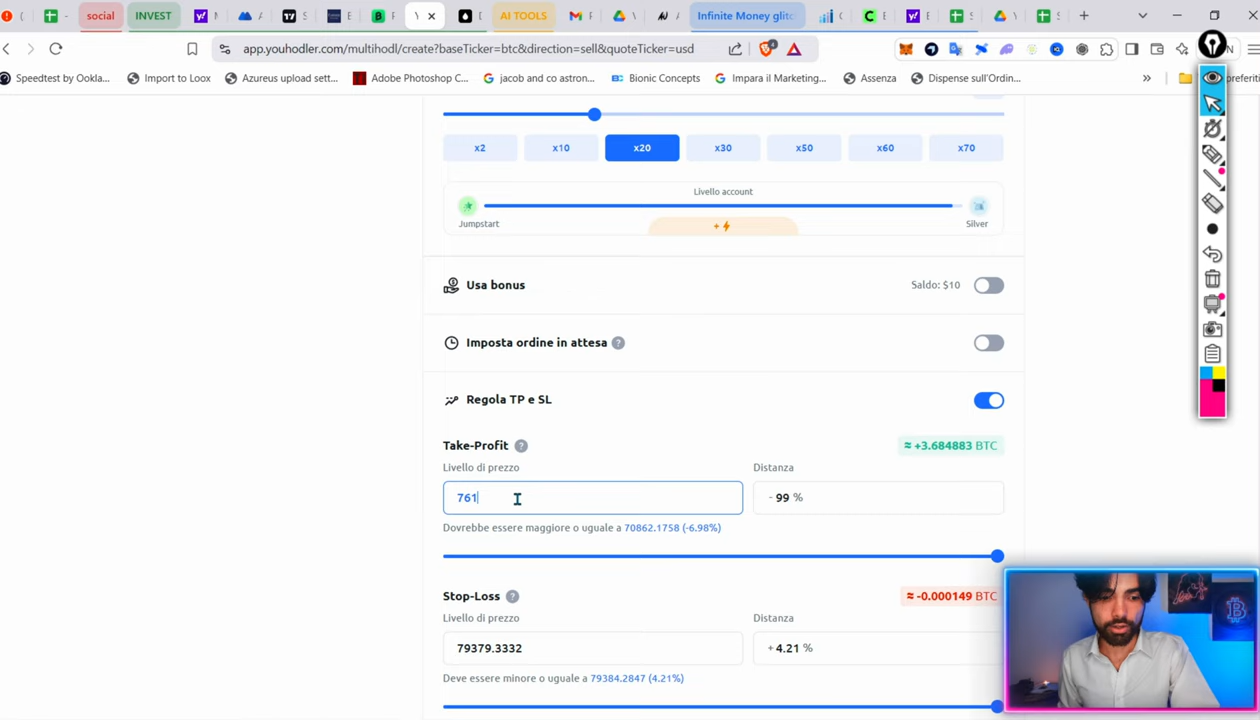 social
INVEST
AI TOOLS
Infinite Money glitc
app.youhodler.com/multihodl/create?baseTicker=btc&direction=sell&quoteTicker=usd
Speedtest by Ookla...
Import to Loox
Azureus upload sett...
Adobe Photoshop C...
jacob and co astron...
Bionic Concepts
Impara il Marketing...
Assenza
Dispense sull'Ordin...
»
preferiti
x2
x10
x20
x30
x50
x60
x70
Livello account
Jumpstart
Silver
+
Usa bonus
Saldo: $10
Imposta ordine in attesa ?
Regola TP e SL
Take-Profit ?
≈ +3.684883 BTC
Livello di prezzo
Distanza
761
- 99 %
Dovrebbe essere maggiore o uguale a 70862.1758 (-6.98%)
Stop-Loss ?
≈ -0.000149 BTC
Livello di prezzo
Distanza
79379.3332
+ 4.21 %
Deve essere minore o uguale a 79384.2847 (4.21%)